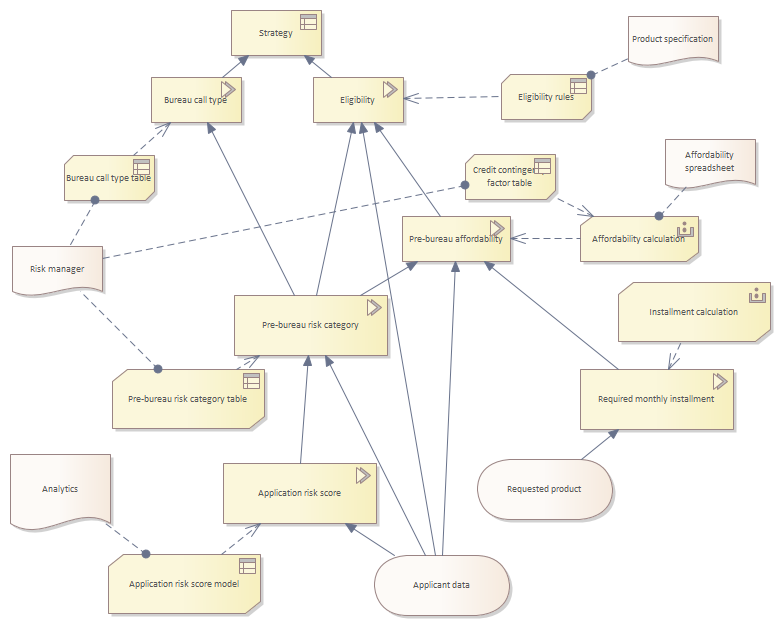 Strategy
Product specification
Bureau call type
Eligibility
Eligibility rules
Affordability
spreadsheet
Credit contingency
factor table
Bureau call type table
Pre-bureau affordability
Affordability calculation
Risk manager
Installment calculation
Pre-bureau risk category
Pre-bureau risk category table
Required monthly installment
Analytics
Application risk score
Requested product
Application risk score model
Applicant data